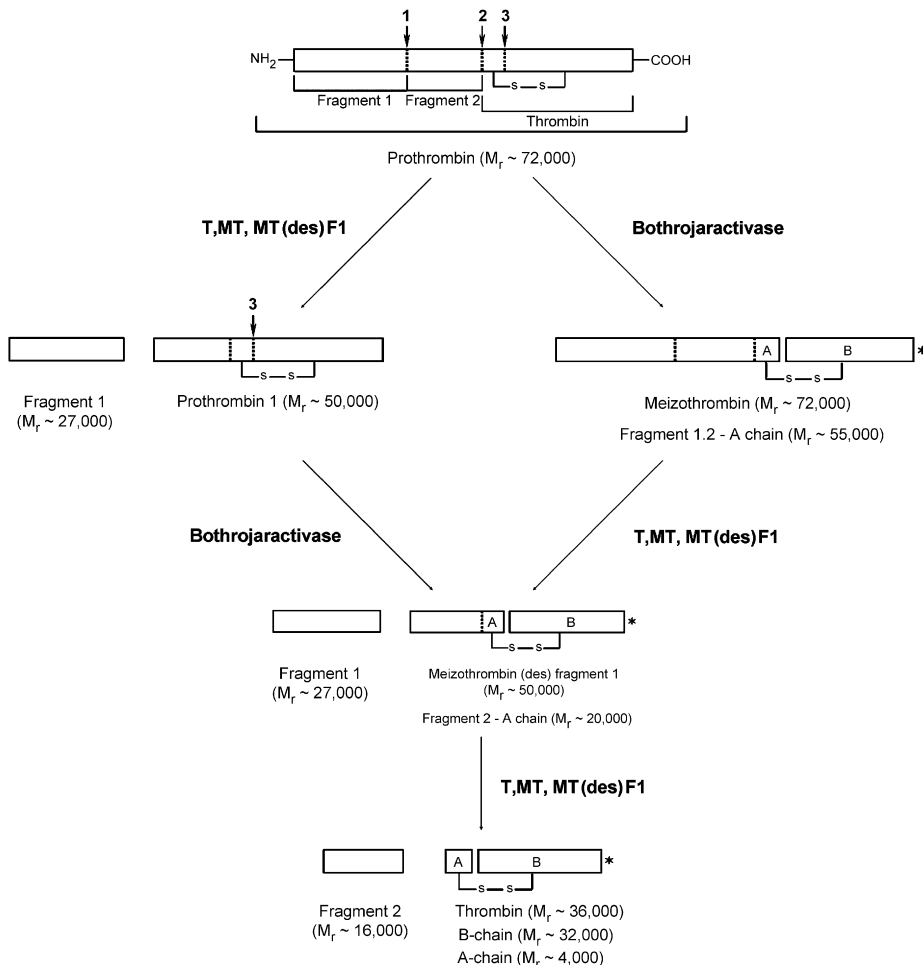 1 2 3
NH2 COOH
s s
Fragment 1 Fragment 2
Thrombin
Prothrombin (Mr ~ 72,000)
T,MT, MT(des)F1 Bothrojaractivase
3
A B *
s s s s
Fragment 1
(Mr ~ 27,000)
Prothrombin 1 (Mr ~ 50,000)
Meizothrombin (Mr ~ 72,000)
Fragment 1.2 - A chain (Mr ~ 55,000)
Bothrojaractivase T,MT, MT(des)F1
A B *
s s
Fragment 1
(Mr ~ 27,000)
Meizothrombin (des) fragment 1
(Mr ~ 50,000)
Fragment 2 - A chain (Mr ~ 20,000)
T,MT, MT(des)F1
A B *
s s
Fragment 2
(Mr ~ 16,000)
Thrombin (Mr ~ 36,000)
B-chain (Mr ~ 32,000)
A-chain (Mr ~ 4,000)